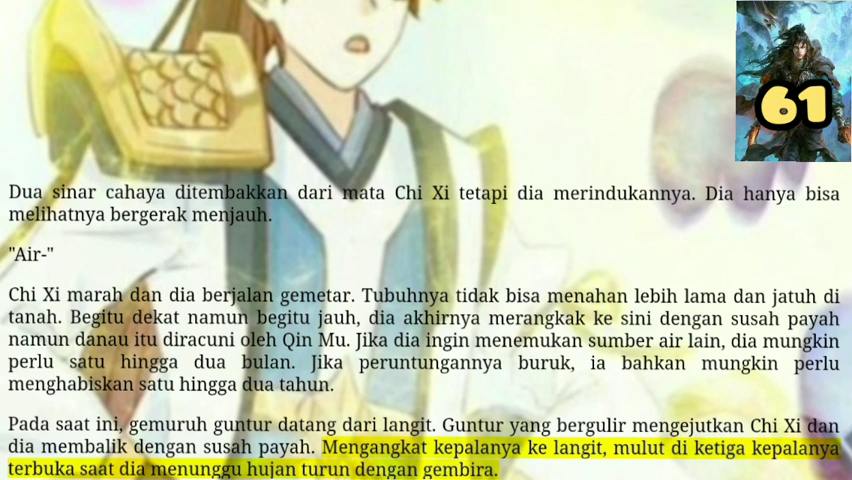 61
Dua sinar cahaya ditembakkan dari mata Chi Xi tetapi dia merindukannya. Dia hanya bisa
melihatnya bergerak menjauh.
"Air-"
Chi Xi marah dan dia berjalan gemetar. Tubuhnya tidak bisa menahan lebih lama dan jatuh di
tanah. Begitu dekat namun begitu jauh, dia akhirnya merangkak ke sini dengan susah payah
namun danau itu diracuni oleh Qin Mu. Jika dia ingin menemukan sumber air lain, dia mungkin
perlu satu hingga dua bulan. Jika peruntungannya buruk, ia bahkan mungkin perlu
menghabiskan satu hingga dua tahun.
Pada saat ini, gemuruh guntur datang dari langit. Guntur yang bergulir mengejutkan Chi Xi dan
dia membalik dengan susah payah. Mengangkat kepalanya ke langit, mulut di ketiga kepalanya
terbuka saat dia menunggu hujan turun dengan gembira.